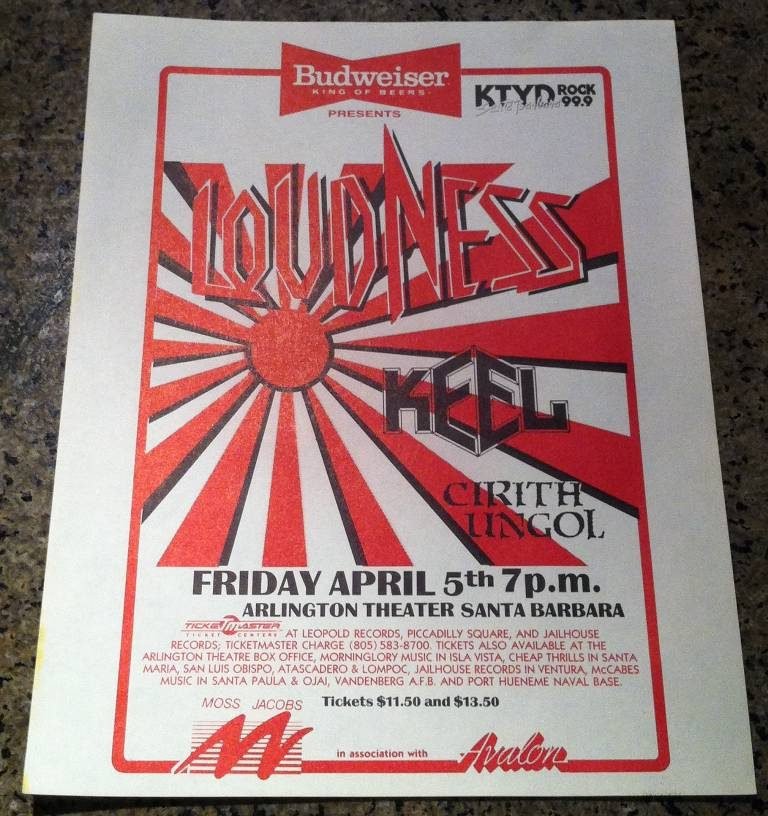 Budweiser
KING OF BEERS.
PRESENTS
KTYD ROCK
Santa Barbara 99.9
LOUDNESS
KEEL
CIRITH
UNGOL
FRIDAY APRIL 5th 7p.m.
ARLINGTON THEATER SANTA BARBARA
TICKETMASTER
TICKET CENTERS AT LEOPOLD RECORDS, PICCADILLY SQUARE, AND JAILHOUSE
RECORDS; TICKETMASTER CHARGE (805) 583-8700. TICKETS ALSO AVAILABLE AT THE
ARLINGTON THEATRE BOX OFFICE, MORNINGLORY MUSIC IN ISLA VISTA, CHEAP THRILLS IN SANTA
MARIA, SAN LUIS OBISPO, ATASCADERO & LOMPOC, JAILHOUSE RECORDS IN VENTURA, McCABES
MUSIC IN SANTA PAULA & OJAI, VANDENBERG A.F.B. AND PORT HUENEME NAVAL BASE.
MOSS JACOBS Tickets $11.50 and $13.50
in association with Avalon